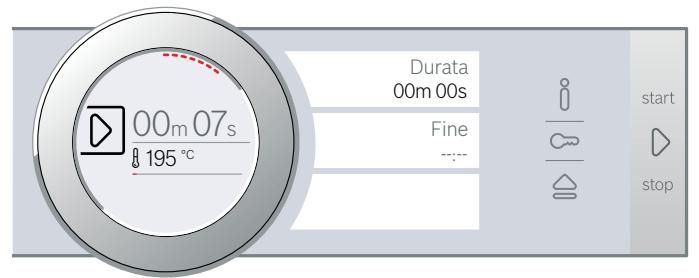 00m 07s
195 °C
Durata
00m 00s
Fine
--:--
start
stop